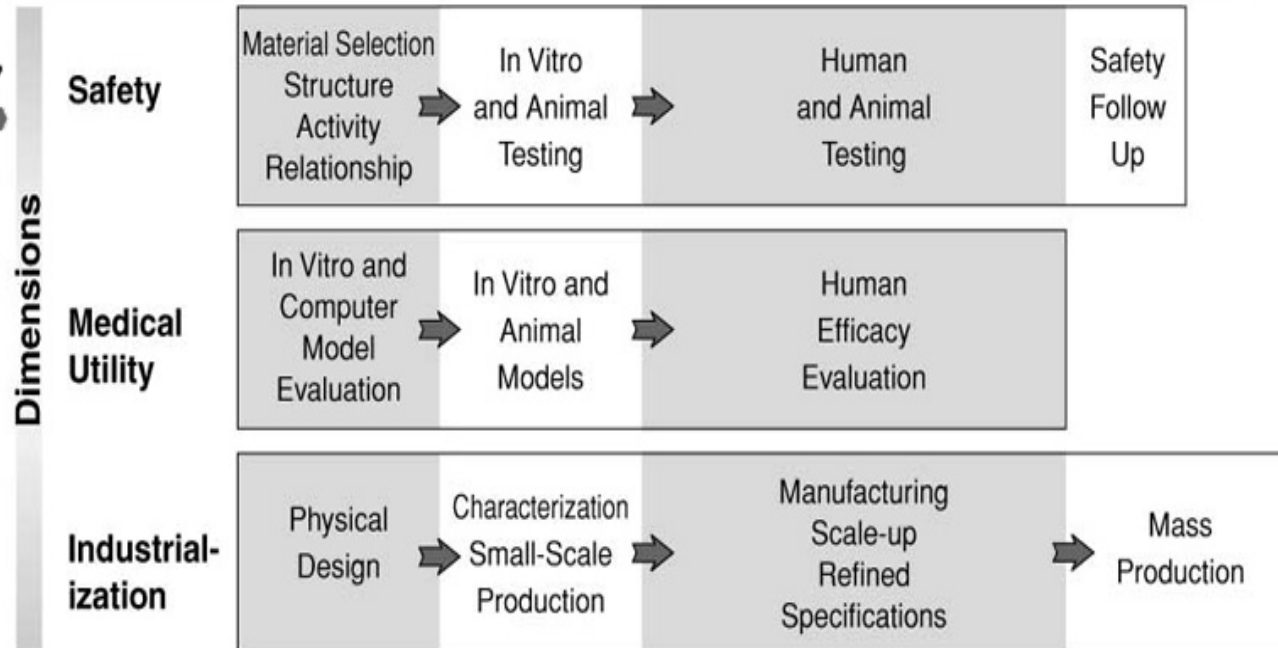 Dimensions
Safety
Material Selection
Structure
Activity
Relationship
In Vitro
and Animal
Testing
Human
and Animal
Testing
Safety
Follow
Up
Medical
Utility
In Vitro and
Computer
Model
Evaluation
In Vitro and
Animal
Models
Human
Efficacy
Evaluation
Industrial-
ization
Physical
Design
Characterization
Small-Scale
Production
Manufacturing
Scale-up
Refined
Specifications
Mass
Production